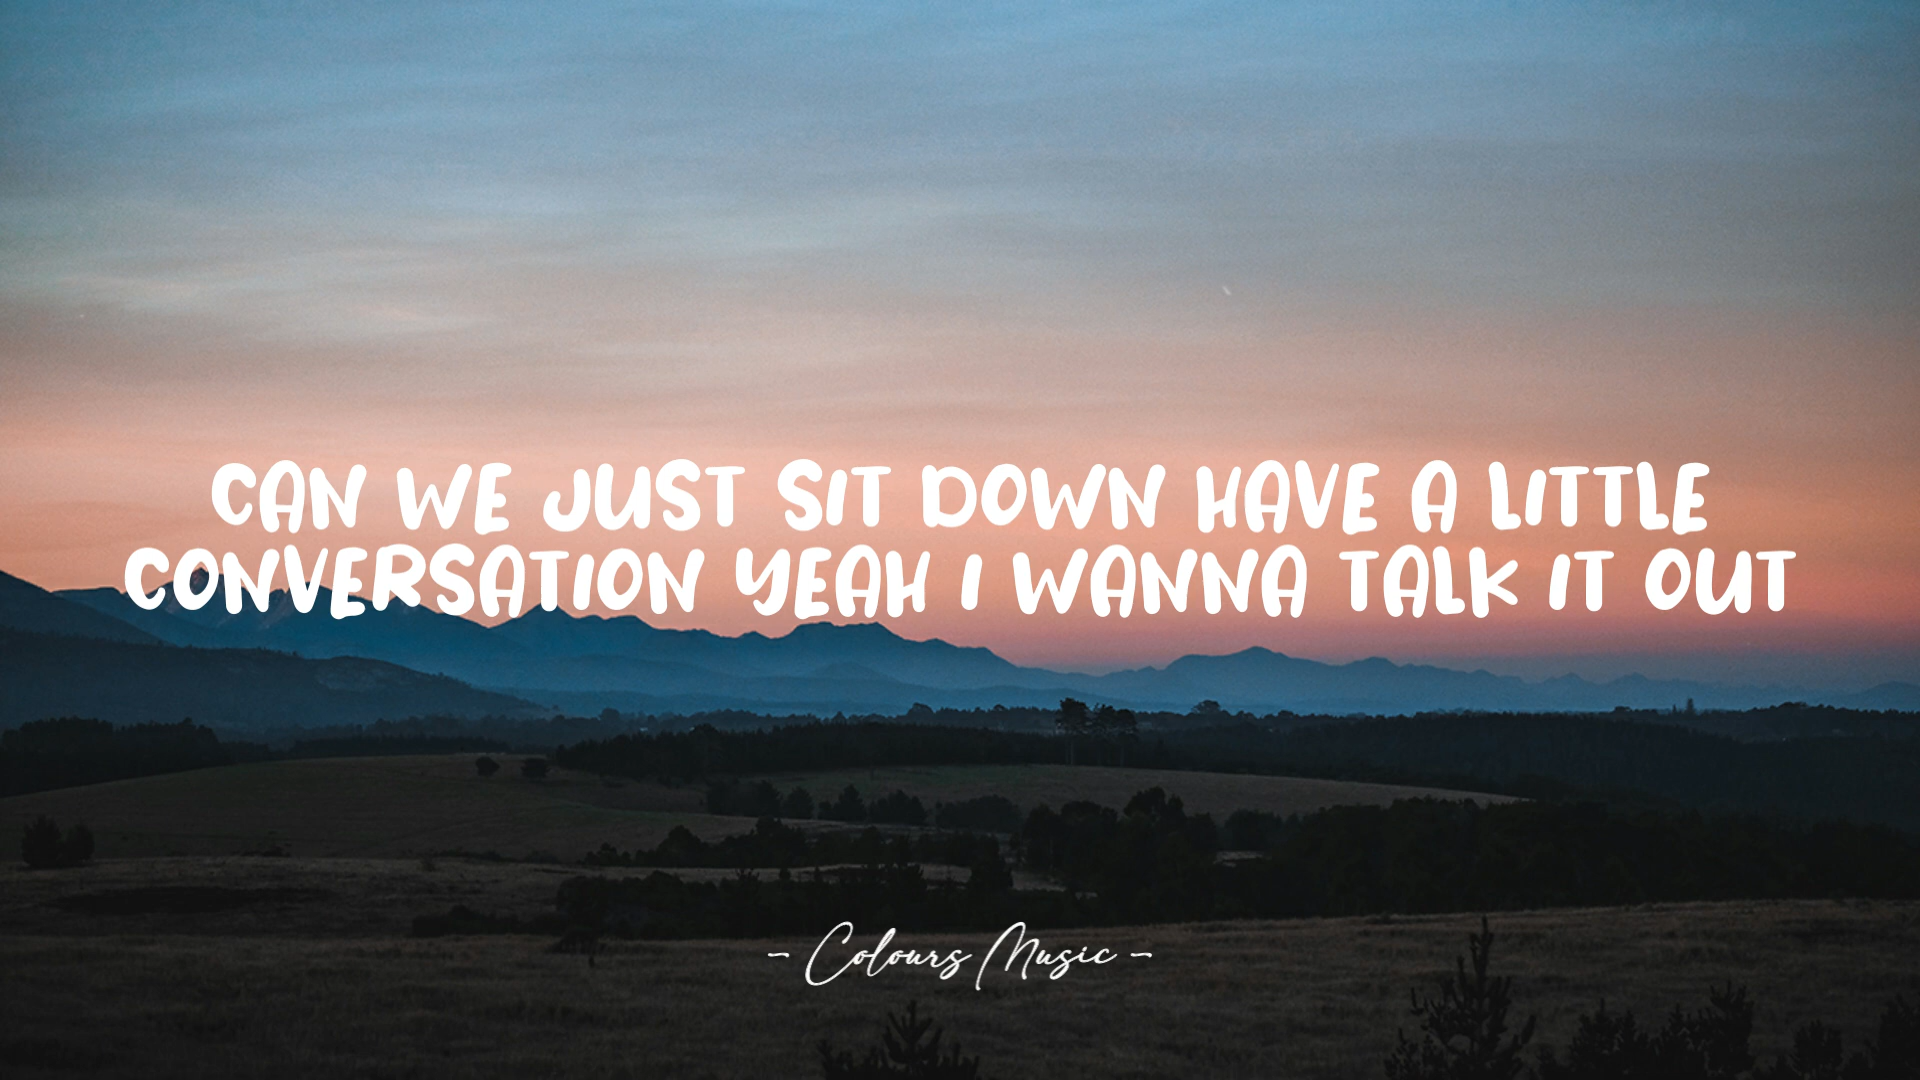 CAN WE JUST SIT DOWN HAVE A LITTLE
CONVERSATION YEAH I WANNA TALK IT OUT
- Colours Music -